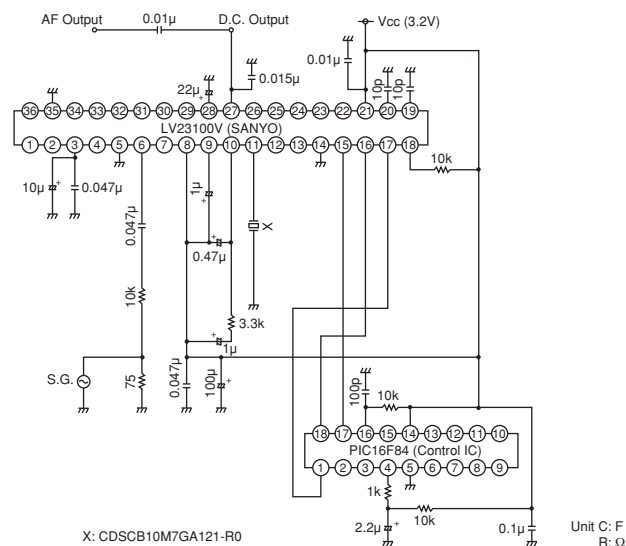 AF Output
0.01µ
D.C. Output
Vcc (3.2V)
0.01µ
0.015µ
22µ
+
10p
10p
36 35 34 33 32 31 30 29 28 27 26 25 24 23 22 21 20 19
LV23100V (SANYO)
1 2 3 4 5 6 7 8 9 10 11 12 13 14 15 16 17 18
10k
10µ
+
0.047µ
1µ
+
0.047µ
X
+
0.47µ
10k
3.3k
+
1µ
S.G.
75
0.047µ
100µ
+
100p
10k
18 17 16 15 14 13 12 11 10
PIC16F84 (Control IC)
1 2 3 4 5 6 7 8 9
1k
10k
2.2µ
+
0.1µ
X: CDSCB10M7GA121-R0
Unit C: F
R: Ω